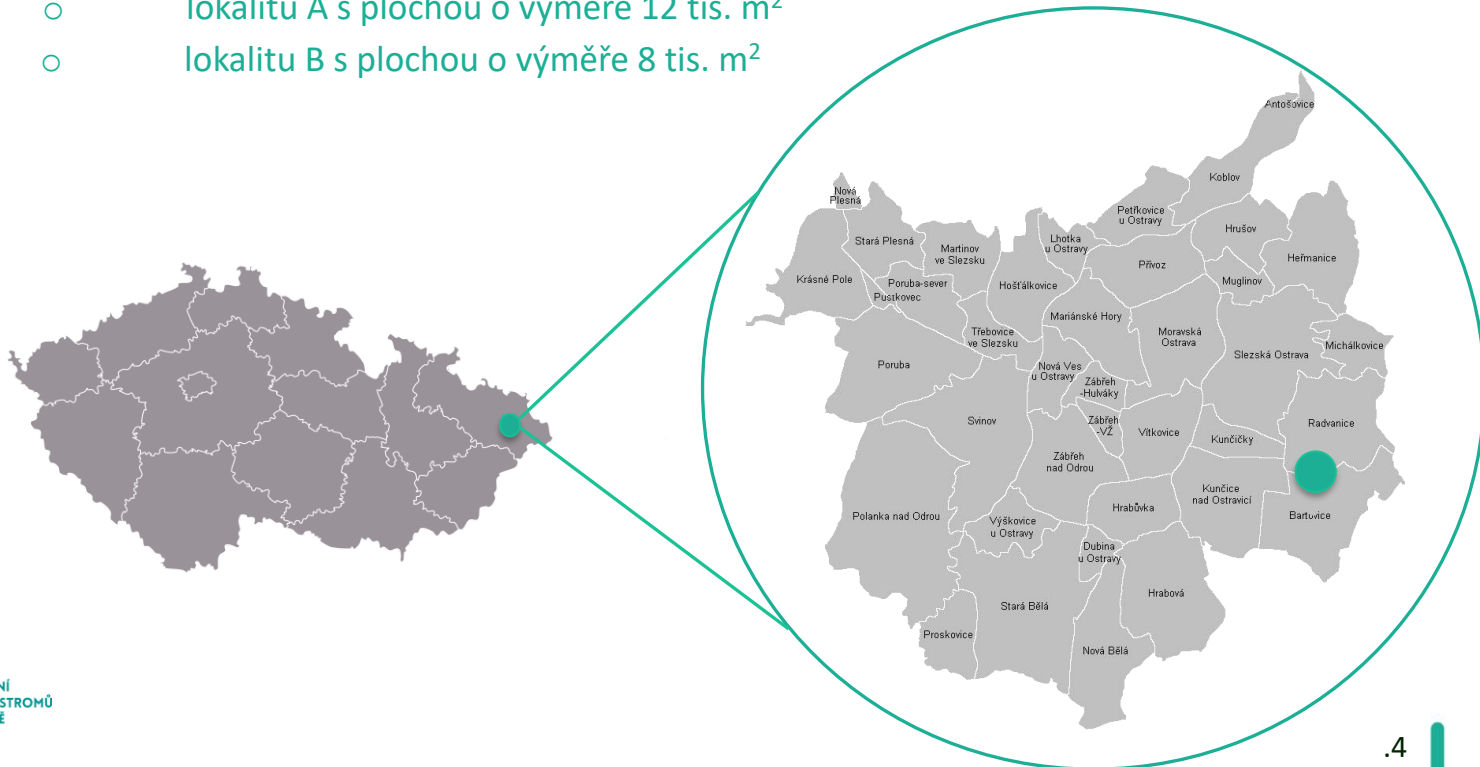 o lokalitu A s plochou o výměře 12 tis. m²
o lokalitu B s plochou o výměře 8 tis. m²
Antošovice
Koblov
Nová
Plesná
Petřkovice
u Ostravy
Hrušov
Stará Plesná
Martinov
ve Slezsku
Lhotka
u Ostravy
Heřmanice
Přívoz
Krásné Pole
Poruba-sever
Pustkovec
Hošťálkovice
Muglinov
Mariánské Hory
Třebovice
ve Slezsku
Moravská
Ostrava
Slezská Ostrava
Michálkovice
Poruba
Nová Ves
u Ostravy
Zábřeh
-Hulváky
Svinov
Zábřeh
-VŽ
Vítkovice
Kunčičky
Radvanice
Zábřeh
nad Odrou
Kunčice
nad Ostravicí
Polanka nad Odrou
Výškovice
u Ostravy
Hrabůvka
Bartovice
Dubina
u Ostravy
Stará Bělá
Hrabová
Proskovice
Nová Bělá
NÍ
STROMŮ
Ě
.4